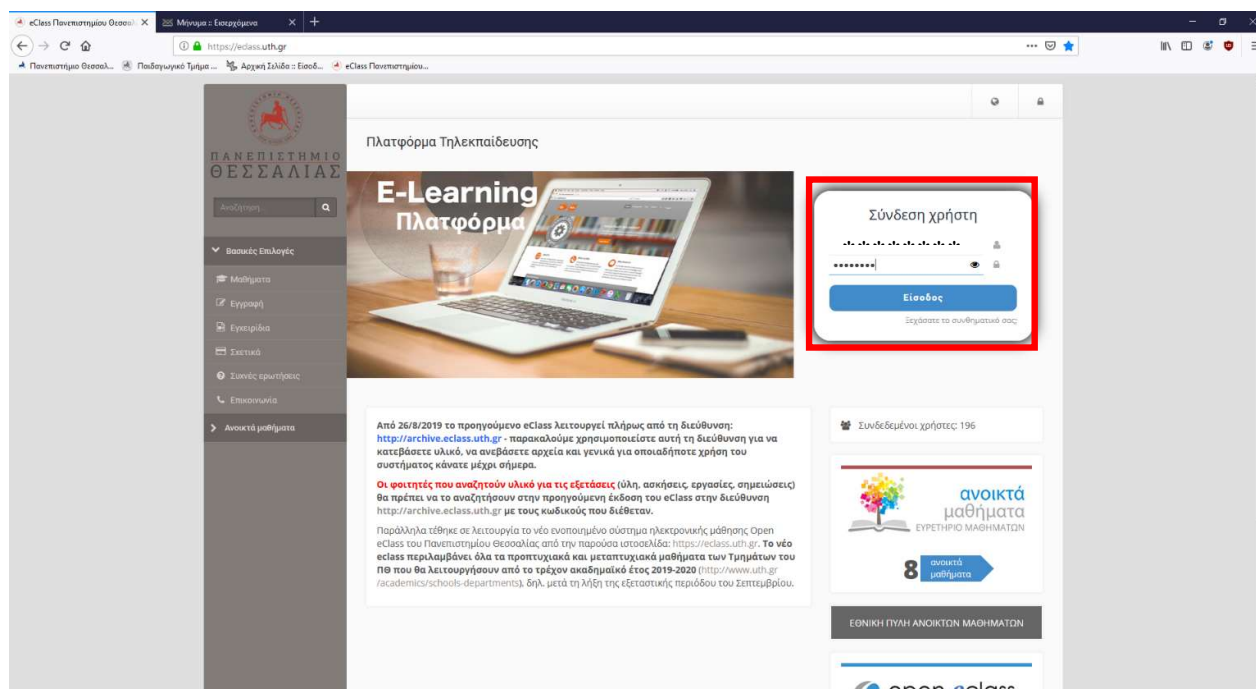 eClass Πανεπιστημίου Θεσσαλ
Μήνυμα :: Εισερχόμενα
https://eclass.uth.gr
Πανεπιστήμιο Θεσσαλ...
Παιδαγωγικό Τμήμα ...
Αρχική Σελίδα :: Είσοδ...
eClass Πανεπιστημίου...
ΠΑΝΕΠΙΣΤΗΜΙΟ
ΘΕΣΣΑΛΙΑΣ
Αναζήτηση...
Βασικές Επιλογές
Μαθήματα
Εγγραφή
Εγχειρίδια
Σχετικά
Συχνές ερωτήσεις
Επικοινωνία
Ανοικτά μαθήματα
Πλατφόρμα Τηλεκπαίδευσης
E-Learning
Πλατφόρμα
Σύνδεση χρήστη
Είσοδος
Ξεχάσατε το συνθηματικό σας;
Από 26/8/2019 το προηγούμενο eClass λειτουργεί πλήρως από τη διεύθυνση:
http://archive.eclass.uth.gr - παρακαλούμε χρησιμοποιείστε αυτή τη διεύθυνση για να
κατεβάσετε υλικό, να ανεβάσετε αρχεία και γενικά για οποιαδήποτε χρήση του
συστήματος κάνατε μέχρι σήμερα.
Οι φοιτητές που αναζητούν υλικό για τις εξετάσεις (ύλη, ασκήσεις, εργασίες, σημειώσεις)
θα πρέπει να το αναζητήσουν στην προηγούμενη έκδοση του eClass στην διεύθυνση
http://archive.eclass.uth.gr με τους κωδικούς που διέθεταν.
Παράλληλα τέθηκε σε λειτουργία το νέο ενοποιημένο σύστημα ηλεκτρονικής μάθησης Open
eClass του Πανεπιστημίου Θεσσαλίας από την παρούσα ιστοσελίδα: https://eclass.uth.gr. Το νέο
eclass περιλαμβάνει όλα τα προπτυχιακά και μεταπτυχιακά μαθήματα των Τμημάτων του
ΠΘ που θα λειτουργήσουν από το τρέχον ακαδημαϊκό έτος 2019-2020 (http://www.uth.gr
/academics/schools-departments), δηλ. μετά τη λήξη της εξεταστικής περιόδου του Σεπτεμβρίου.
Συνδεδεμένοι χρήστες: 196
ανοικτά
μαθήματα
ΕΥΡΕΤΗΡΙΟ ΜΑΘΗΜΑΤΩΝ
8 ανοικτά
μαθήματα
ΕΘΝΙΚΗ ΠΥΛΗ ΑΝΟΙΚΤΩΝ ΜΑΘΗΜΑΤΩΝ
open eclass